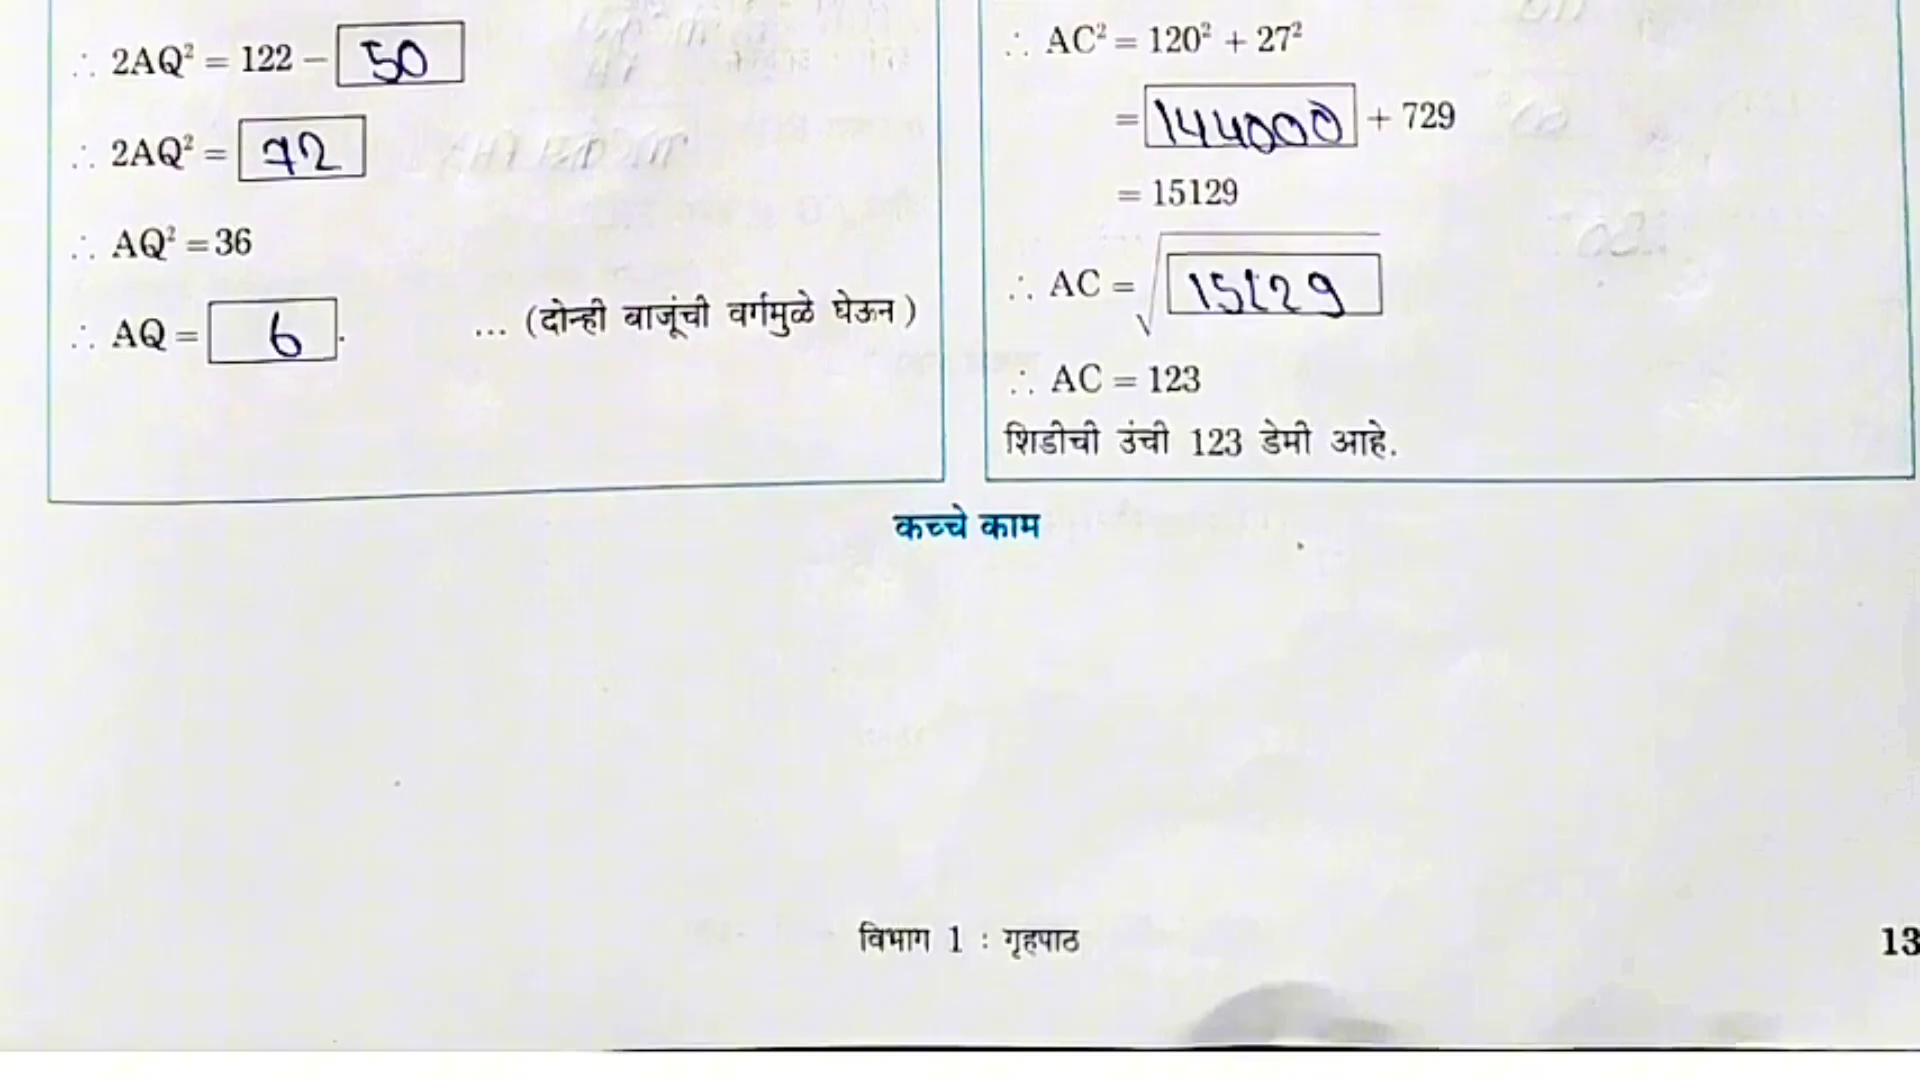 ∴ 2AQ² = 122 − 50
∴ 2AQ² = 72
∴ AQ² = 36
∴ AQ = 6. ... (दोन्ही बाजूंची वर्गमुळे घेऊन)
∴ AC² = 120² + 27²
= 144000 + 729
= 15129
∴ AC = √15129
∴ AC = 123
शिडीची उंची 123 डेमी आहे.
कच्चे काम
विभाग 1 : गृहपाठ
13